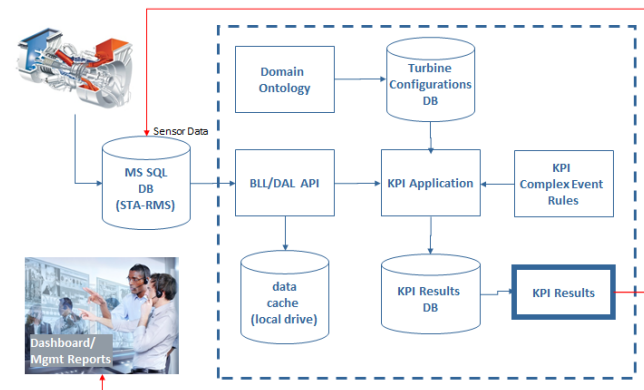 Domain
Ontology
Turbine
Configurations
DB
Sensor Data
MS SQL
DB
(STA-RMS)
BLL/DAL API
KPI Application
KPI
Complex Event
Rules
data
cache
(local drive)
KPI Results
DB
KPI Results
Dashboard/
Mgmt Reports